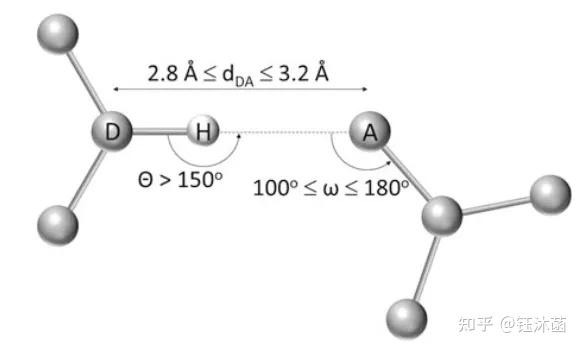 2.8 Å ≤ d_DA ≤ 3.2 Å
D
H
A
Θ > 150°
100° ≤ ω ≤ 180°
知乎 @钰沐菡